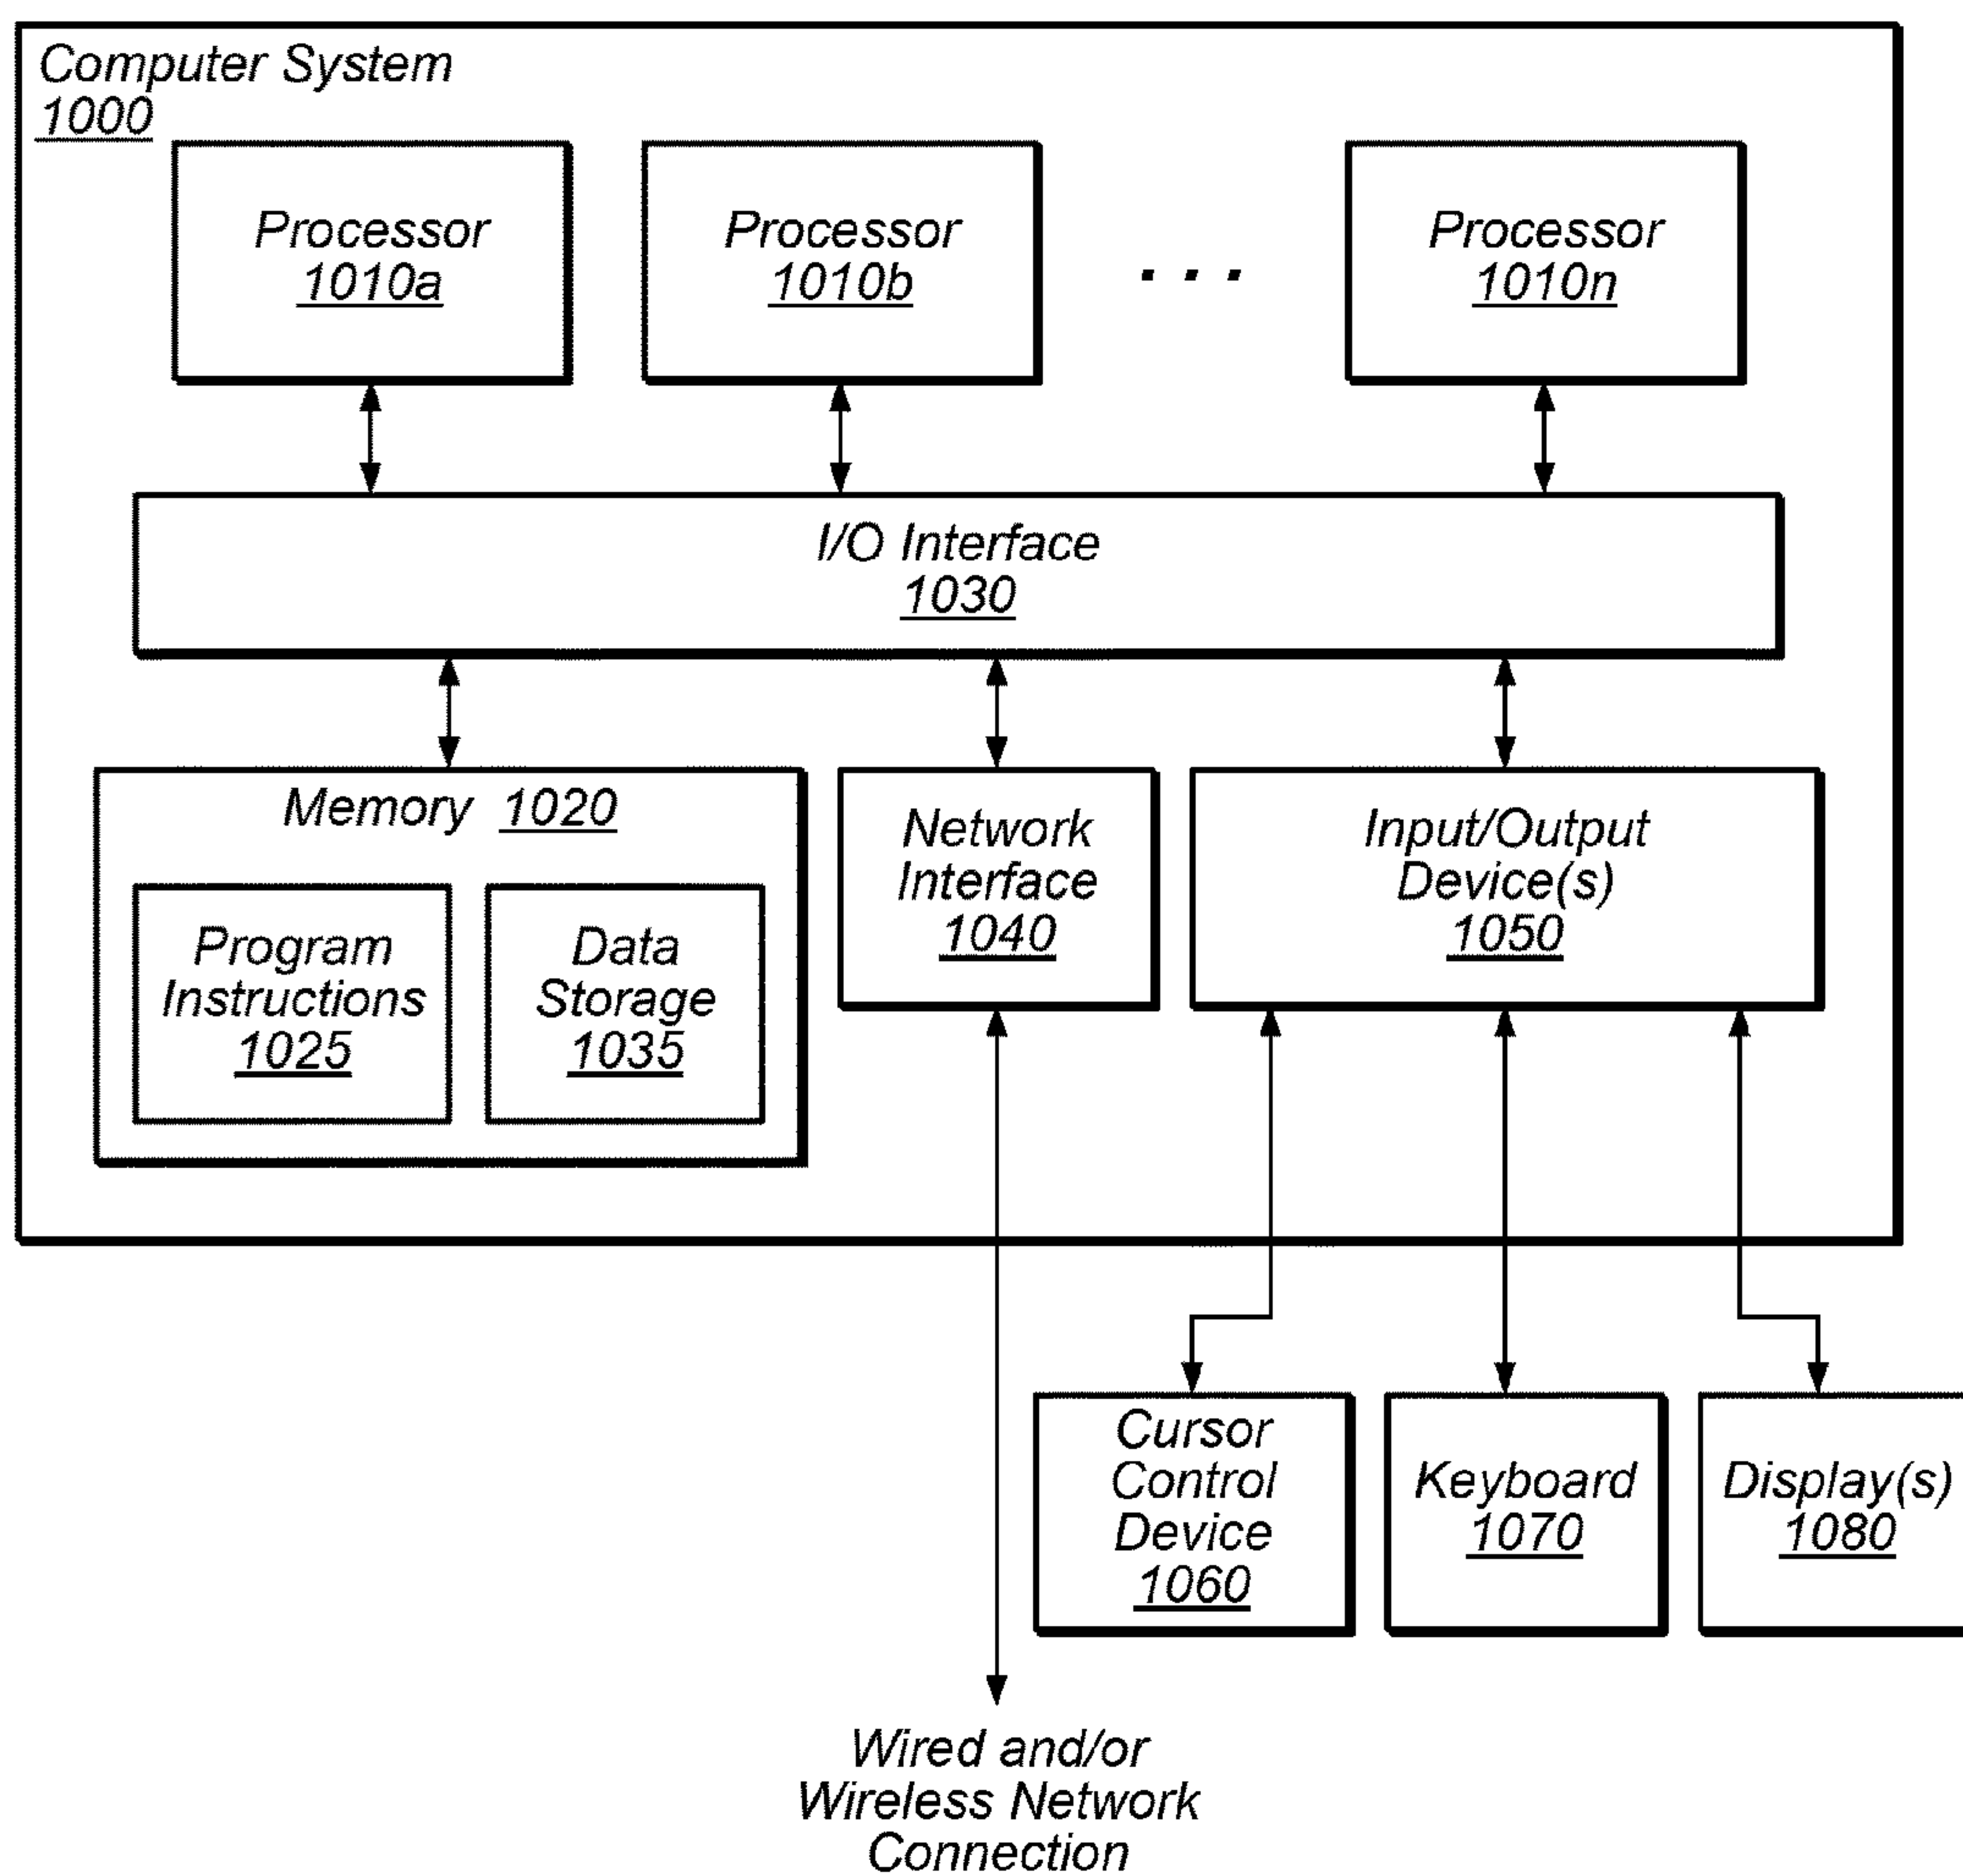 Computer System
1000
Processor
1010a
Processor
1010b
. . .
Processor
1010n
I/O Interface
1030
Memory 1020
Program
Instructions
1025
Data
Storage
1035
Network
Interface
1040
Input/Output
Device(s)
1050
Cursor
Control
Device
1060
Keyboard
1070
Display(s)
1080
Wired and/or
Wireless Network
Connection